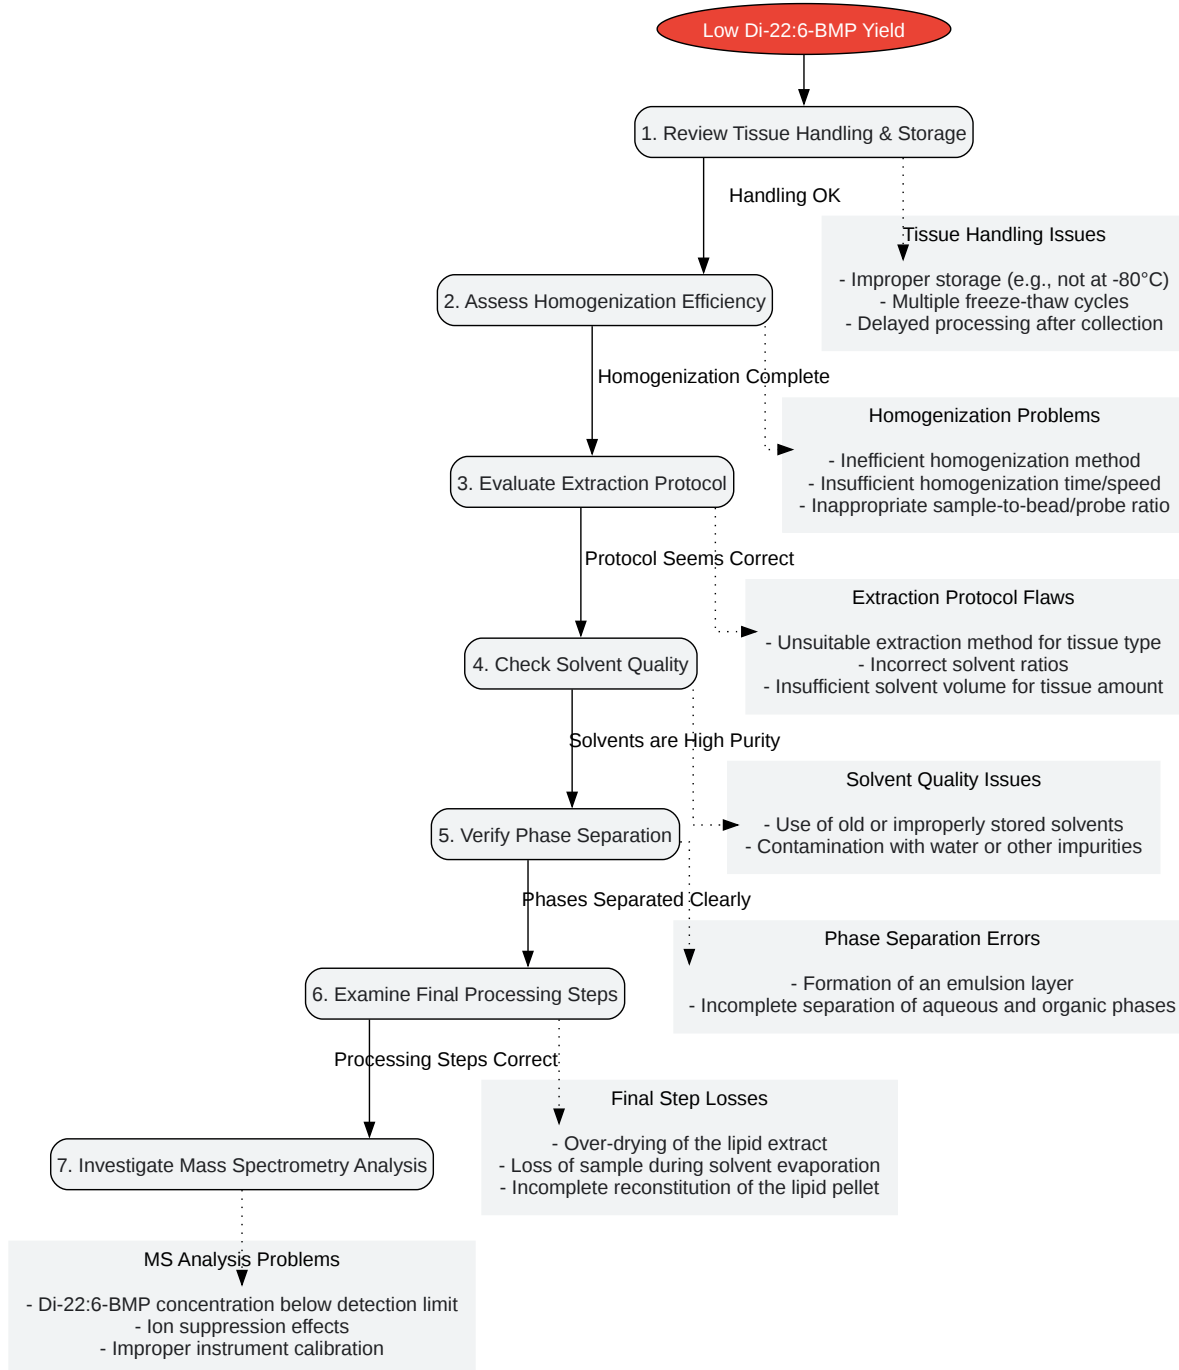 Low Di-22:6-BMP Yield
1. Review Tissue Handling & Storage
Handling OK
Tissue Handling Issues
- Improper storage (e.g., not at -80°C)
- Multiple freeze-thaw cycles
- Delayed processing after collection
2. Assess Homogenization Efficiency
Homogenization Complete
Homogenization Problems
- Inefficient homogenization method
- Insufficient homogenization time/speed
- Inappropriate sample-to-bead/probe ratio
3. Evaluate Extraction Protocol
Protocol Seems Correct
Extraction Protocol Flaws
- Unsuitable extraction method for tissue type
- Incorrect solvent ratios
- Insufficient solvent volume for tissue amount
4. Check Solvent Quality
Solvents are High Purity
Solvent Quality Issues
- Use of old or improperly stored solvents
- Contamination with water or other impurities
5. Verify Phase Separation
Phases Separated Clearly
Phase Separation Errors
- Formation of an emulsion layer
- Incomplete separation of aqueous and organic phases
6. Examine Final Processing Steps
Processing Steps Correct
Final Step Losses
- Over-drying of the lipid extract
- Loss of sample during solvent evaporation
- Incomplete reconstitution of the lipid pellet
7. Investigate Mass Spectrometry Analysis
MS Analysis Problems
- Di-22:6-BMP concentration below detection limit
- Ion suppression effects
- Improper instrument calibration